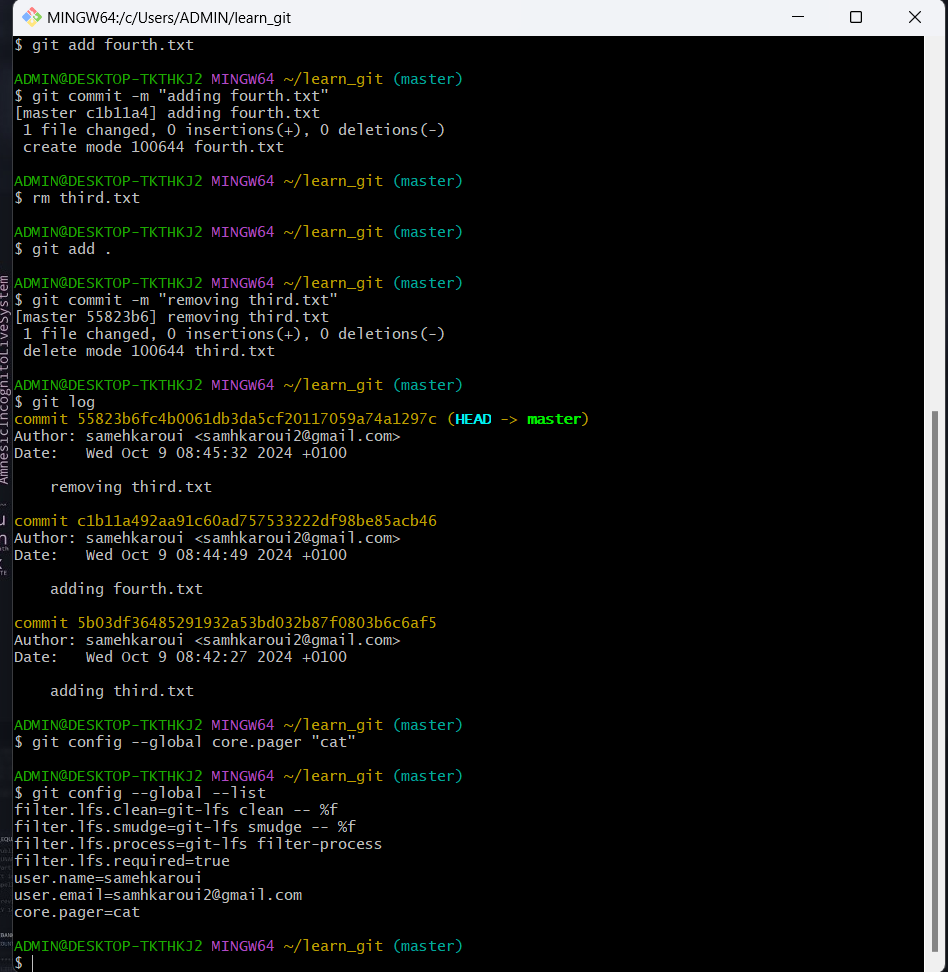 MINGW64:/c/Users/ADMIN/learn_git
$ git add fourth.txt
ADMIN@DESKTOP-TKTHKJ2 MINGW64 ~/learn_git (master)
$ git commit -m "adding fourth.txt"
[master c1b11a4] adding fourth.txt
 1 file changed, 0 insertions(+), 0 deletions(-)
 create mode 100644 fourth.txt
ADMIN@DESKTOP-TKTHKJ2 MINGW64 ~/learn_git (master)
$ rm third.txt
ADMIN@DESKTOP-TKTHKJ2 MINGW64 ~/learn_git (master)
$ git add .
ADMIN@DESKTOP-TKTHKJ2 MINGW64 ~/learn_git (master)
$ git commit -m "removing third.txt"
[master 55823b6] removing third.txt
 1 file changed, 0 insertions(+), 0 deletions(-)
 delete mode 100644 third.txt
ADMIN@DESKTOP-TKTHKJ2 MINGW64 ~/learn_git (master)
$ git log
commit 55823b6fc4b0061db3da5cf20117059a74a1297c (HEAD -> master)
Author: samehkaroui <samhkaroui2@gmail.com>
Date:   Wed Oct 9 08:45:32 2024 +0100
    removing third.txt
commit c1b11a492aa91c60ad757533222df98be85acb46
Author: samehkaroui <samhkaroui2@gmail.com>
Date:   Wed Oct 9 08:44:49 2024 +0100
    adding fourth.txt
commit 5b03df36485291932a53bd032b87f0803b6c6af5
Author: samehkaroui <samhkaroui2@gmail.com>
Date:   Wed Oct 9 08:42:27 2024 +0100
    adding third.txt
ADMIN@DESKTOP-TKTHKJ2 MINGW64 ~/learn_git (master)
$ git config --global core.pager "cat"
ADMIN@DESKTOP-TKTHKJ2 MINGW64 ~/learn_git (master)
$ git config --global --list
filter.lfs.clean=git-lfs clean -- %f
filter.lfs.smudge=git-lfs smudge -- %f
filter.lfs.process=git-lfs filter-process
filter.lfs.required=true
user.name=samehkaroui
user.email=samhkaroui2@gmail.com
core.pager=cat
ADMIN@DESKTOP-TKTHKJ2 MINGW64 ~/learn_git (master)
$
AmnesicIncognitoLiveSystem